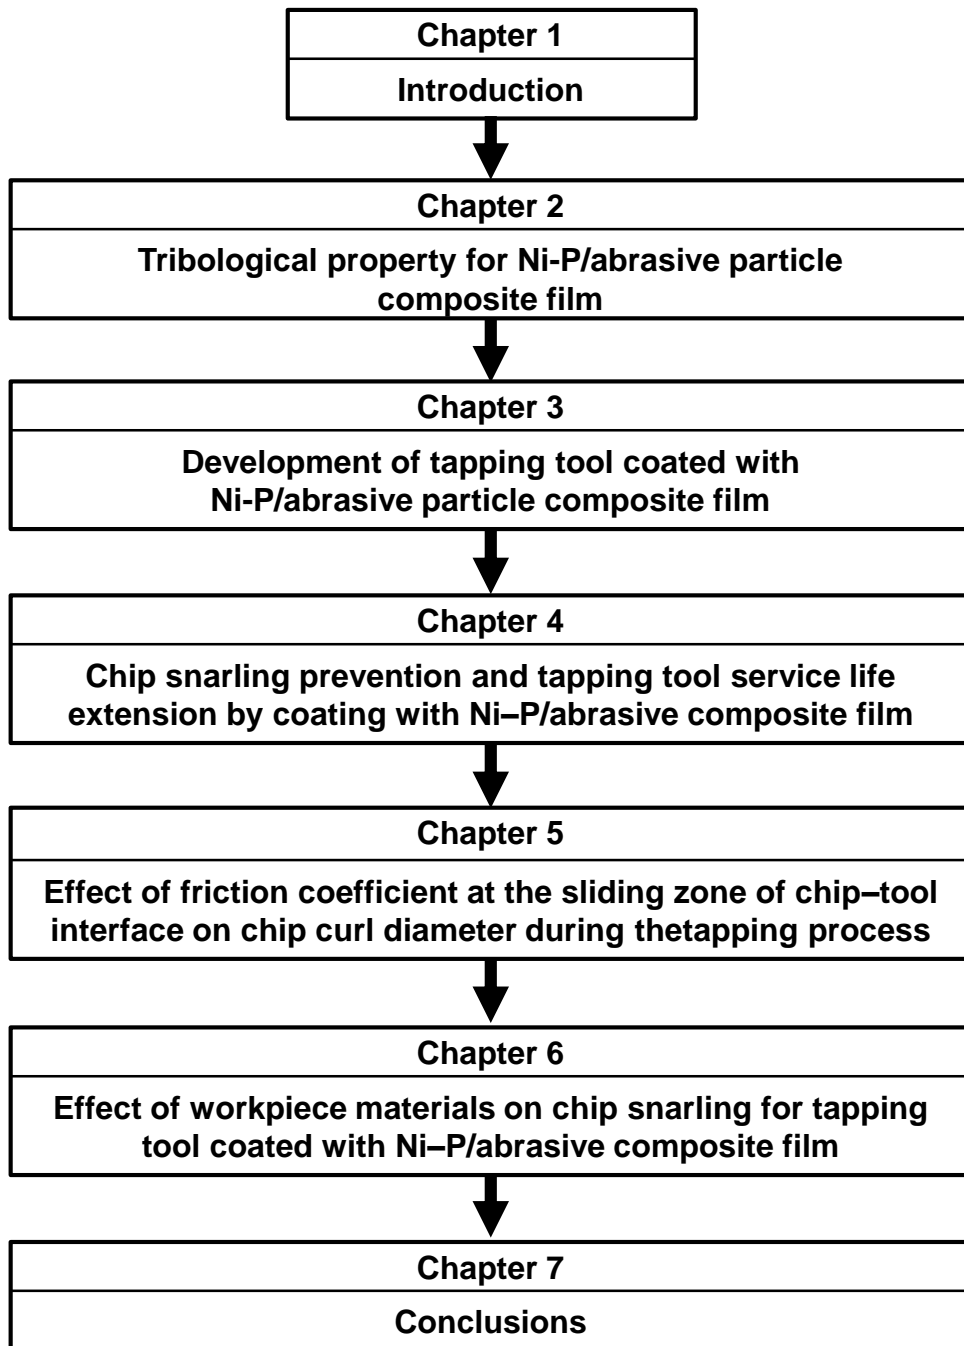 Chapter 1
Introduction
Chapter 2
Tribological property for Ni-P/abrasive particle
composite film
Chapter 3
Development of tapping tool coated with
Ni-P/abrasive particle composite film
Chapter 4
Chip snarling prevention and tapping tool service life
extension by coating with Ni–P/abrasive composite film
Chapter 5
Effect of friction coefficient at the sliding zone of chip–tool
interface on chip curl diameter during thetapping process
Chapter 6
Effect of workpiece materials on chip snarling for tapping
tool coated with Ni–P/abrasive composite film
Chapter 7
Conclusions